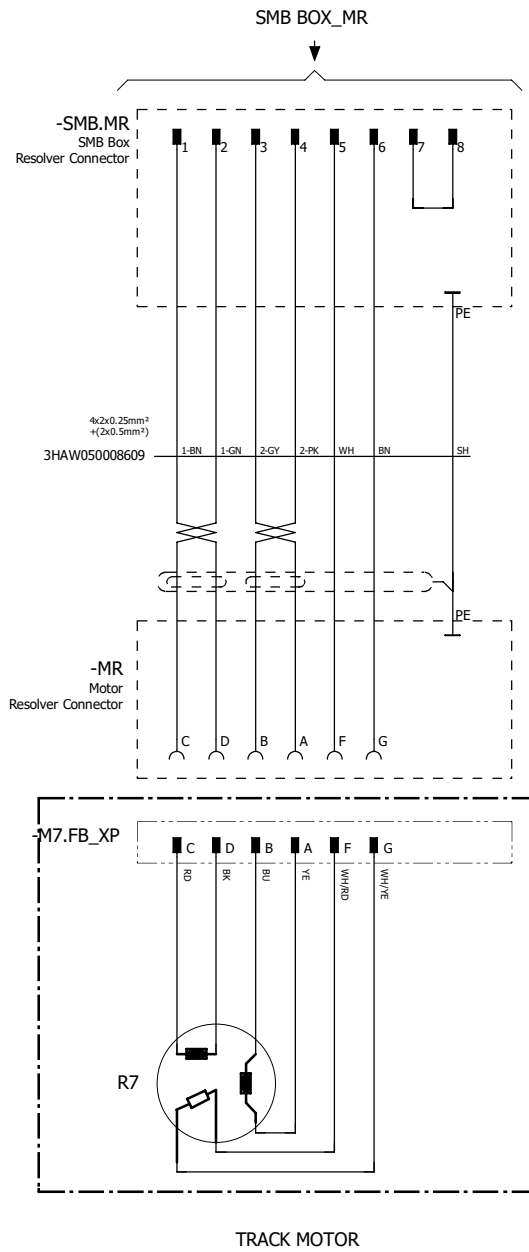 SMB BOX_MR
-SMB.MR
SMB Box
Resolver Connector
1 2 3 4 5 6 7 8
PE
4x2x0.25mm²
+(2x0.5mm²)
3HAW050008609
1-BN 1-GN 2-GY 2-PK WH BN SH
PE
-MR
Motor
Resolver Connector
C D B A F G
-M7.FB_XP
C D B A F G
RD BK BU YE WH/RD WH/YE
R7
TRACK MOTOR